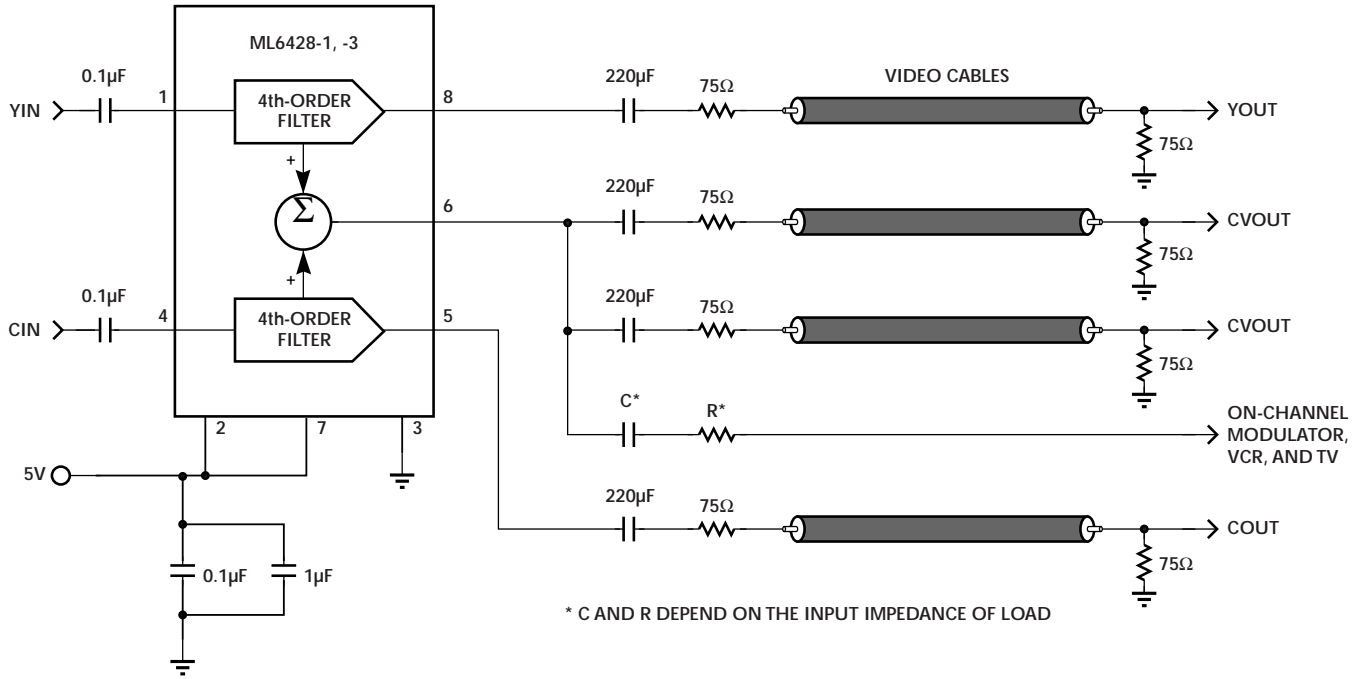 ML6428-1, -3
0.1µF
YIN
1
4th-ORDER
FILTER
8
220µF
75Ω
VIDEO CABLES
YOUT
75Ω
+
Σ
6
220µF
75Ω
CVOUT
75Ω
+
0.1µF
CIN
4
4th-ORDER
FILTER
5
220µF
75Ω
CVOUT
75Ω
C*
R*
ON-CHANNEL
MODULATOR,
VCR, AND TV
2
7
3
5V
220µF
75Ω
COUT
75Ω
0.1µF
1µF
* C AND R DEPEND ON THE INPUT IMPEDANCE OF LOAD